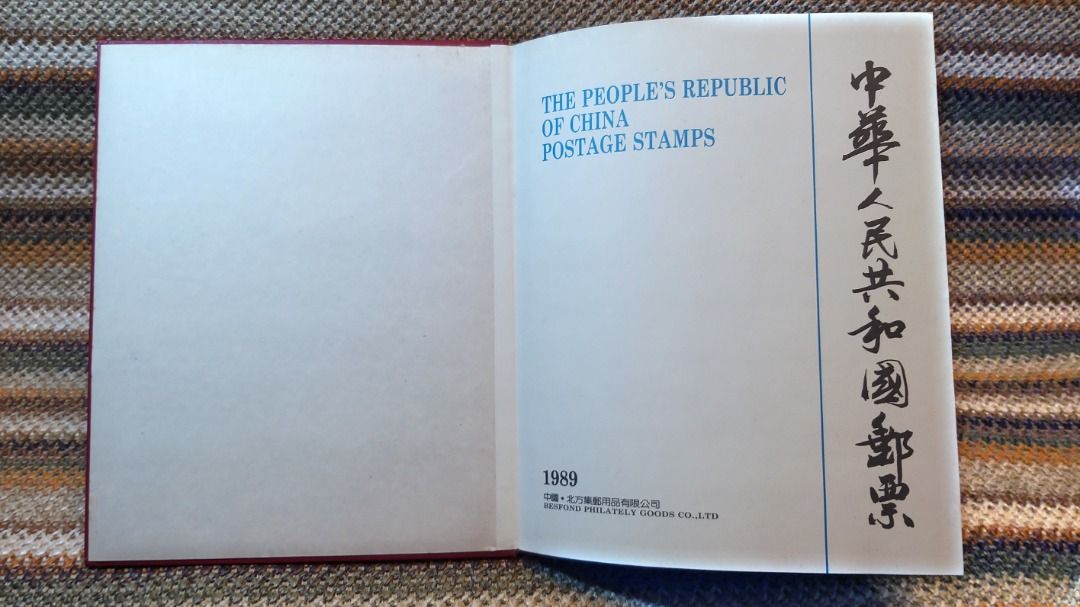 THE PEOPLE'S REPUBLIC
OF CHINA
POSTAGE STAMPS
中華人民共和國郵票
1989
中國・北方集郵用品有限公司
BESFOND PHILATELY GOODS CO.,LTD